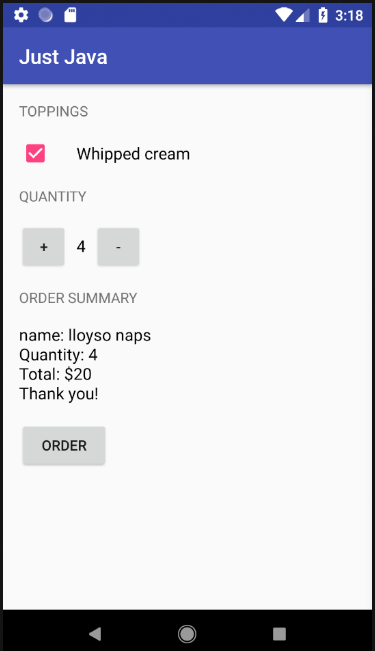 3:18
Just Java
TOPPINGS
Whipped cream
QUANTITY
+ 4 -
ORDER SUMMARY
name: lloyso naps
Quantity: 4
Total: $20
Thank you!
ORDER